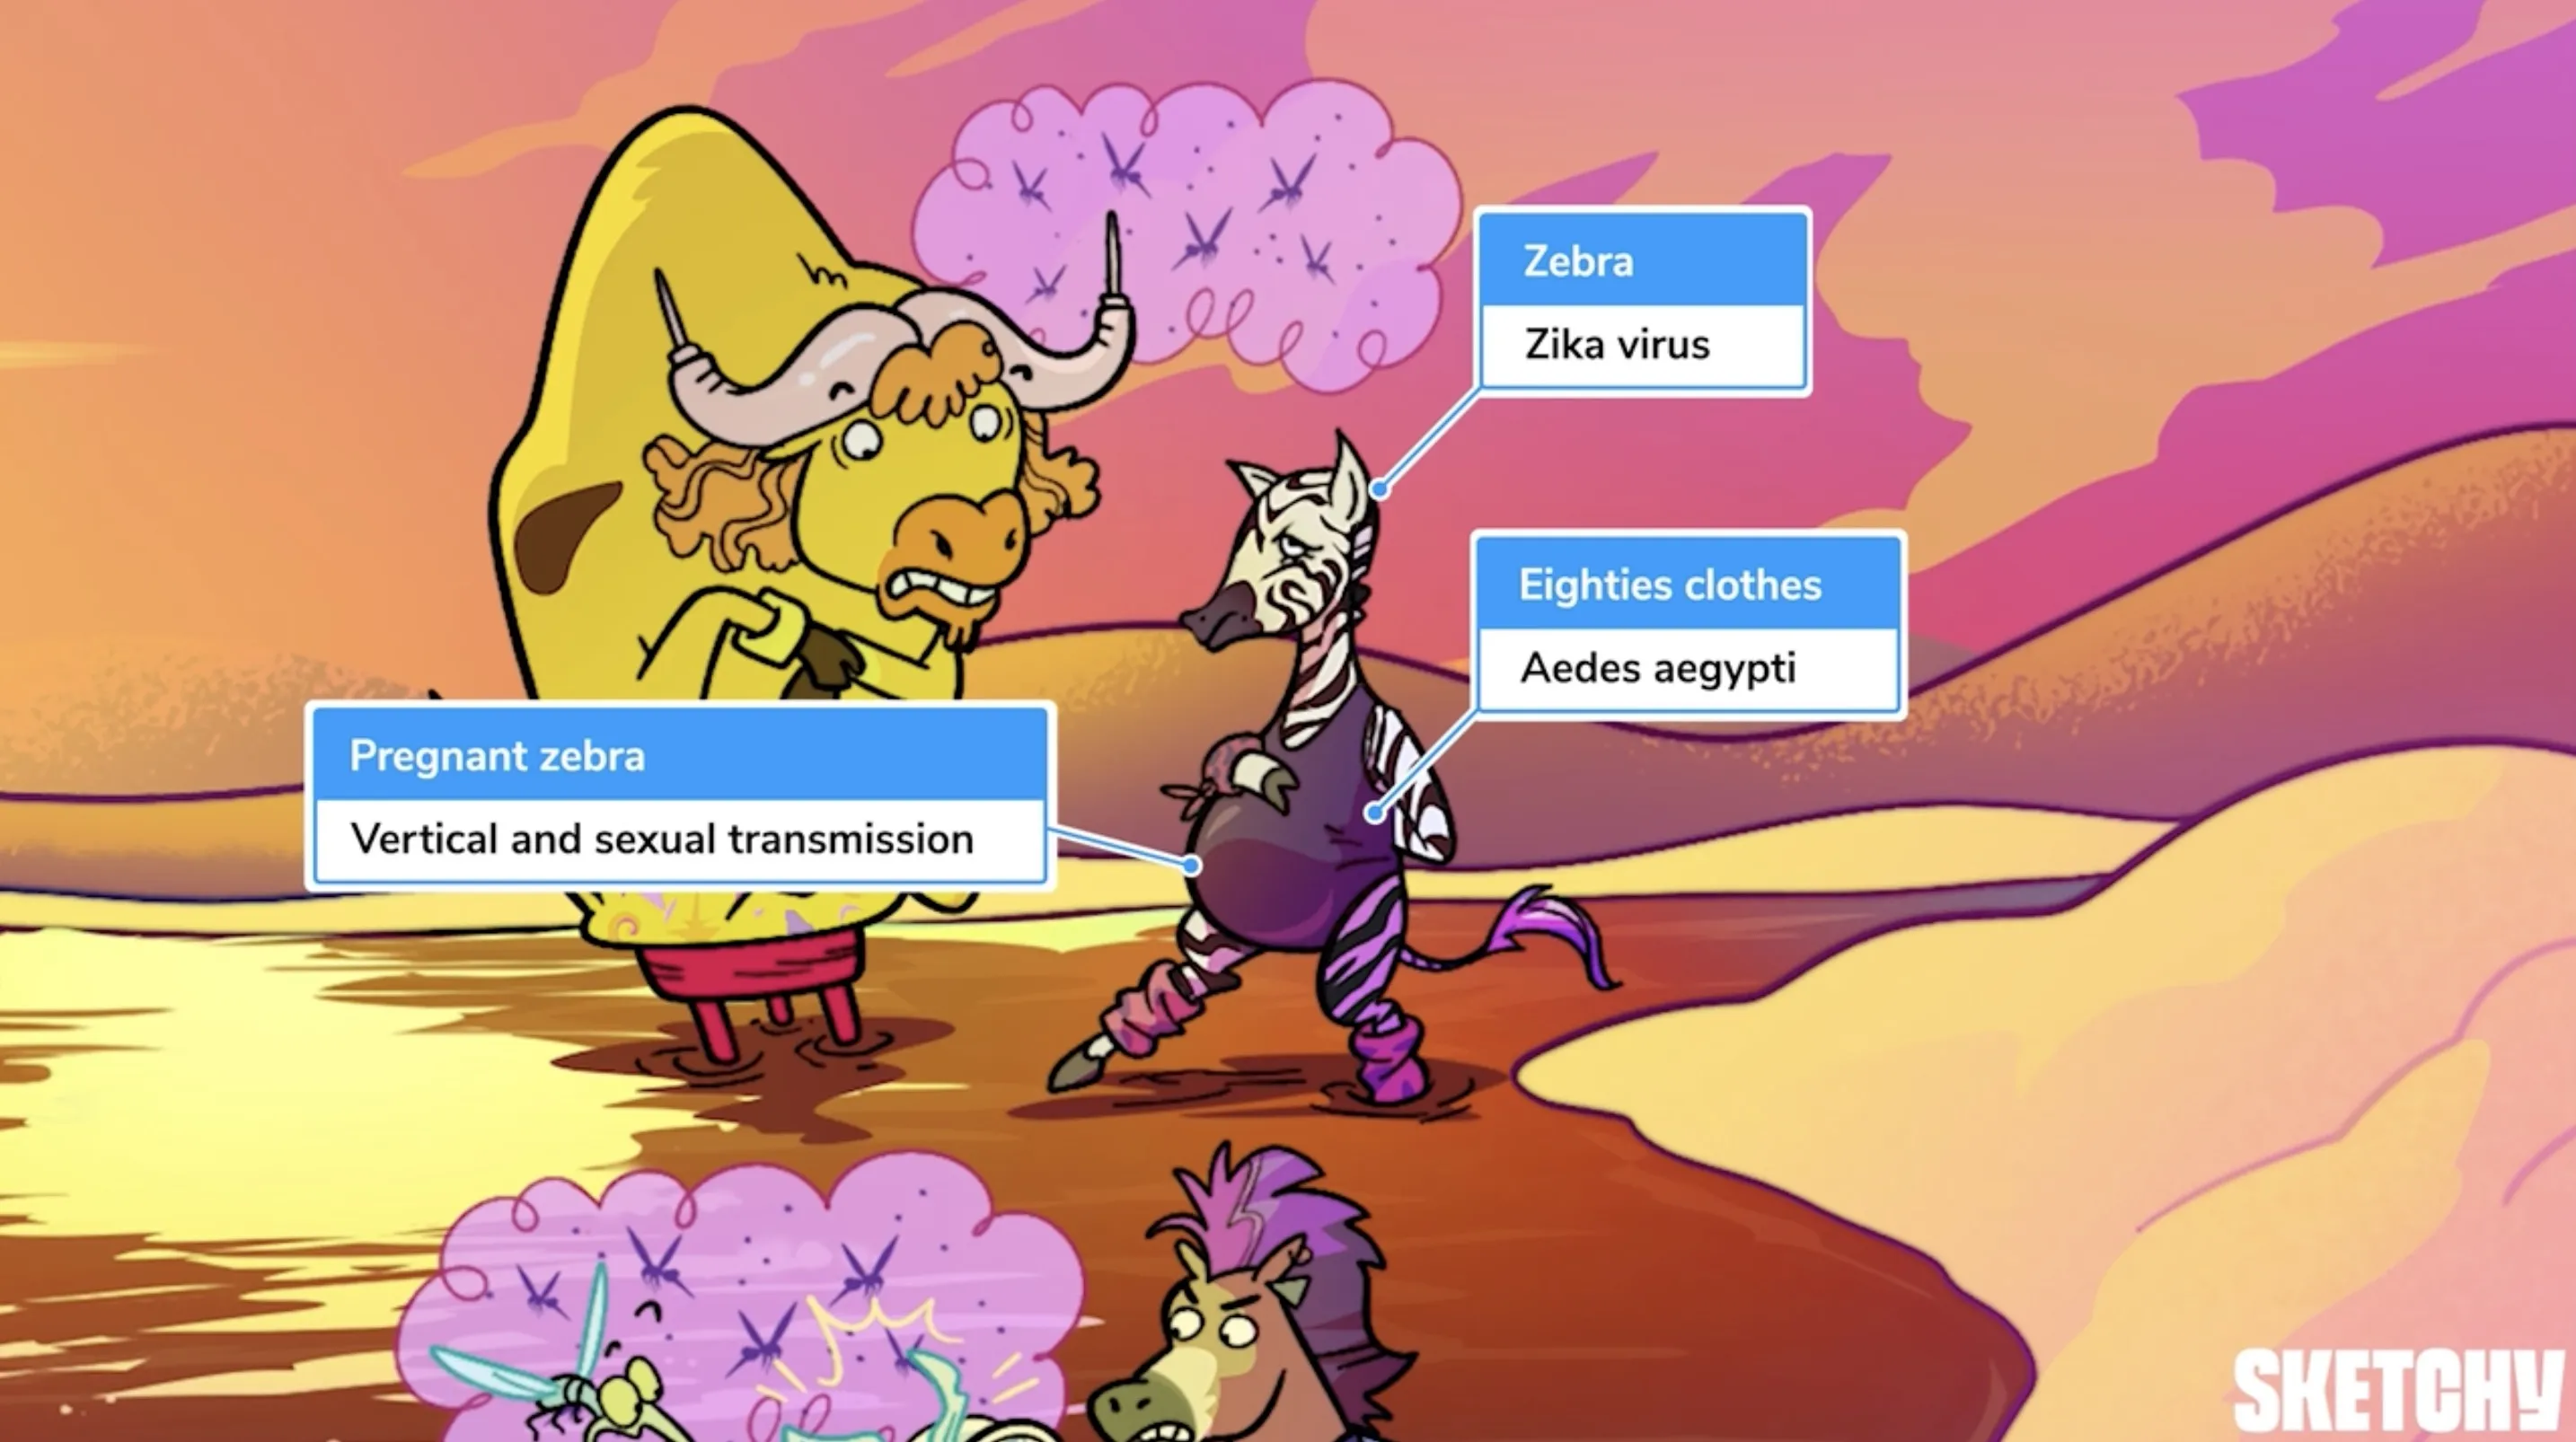 Zebra
Zika virus
Eighties clothes
Aedes aegypti
Pregnant zebra
Vertical and sexual transmission
SKETCHY